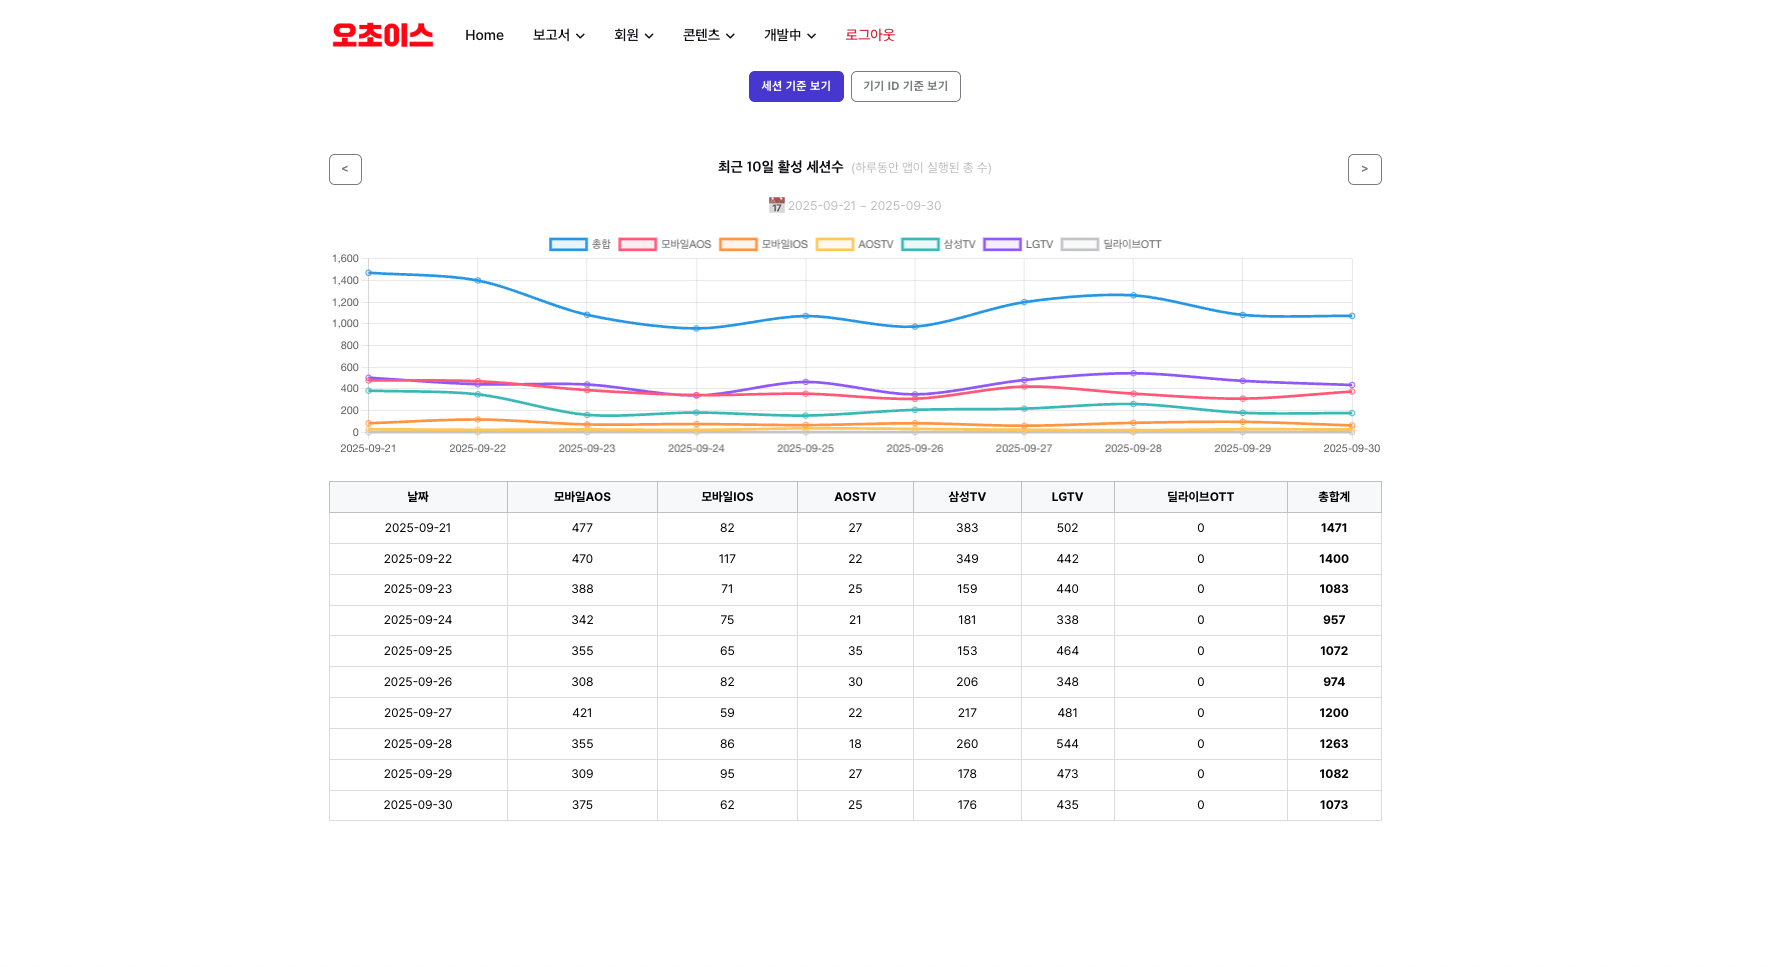 오초이스 Home 보고서 회원 콘텐츠 개발중 로그아웃
세션 기준 보기 기기 ID 기준 보기
< 최근 10일 활성 세션수 (하루동안 앱이 실행된 총 수) >
📅 2025-09-21 ~ 2025-09-30
총합 모바일AOS 모바일IOS AOSTV 삼성TV LGTV 딜라이브OTT
1,600
1,400
1,200
1,000
800
600
400
200
0
2025-09-21 2025-09-22 2025-09-23 2025-09-24 2025-09-25 2025-09-26 2025-09-27 2025-09-28 2025-09-29 2025-09-30
날짜 모바일AOS 모바일IOS AOSTV 삼성TV LGTV 딜라이브OTT 총합계
2025-09-21 477 82 27 383 502 0 1471
2025-09-22 470 117 22 349 442 0 1400
2025-09-23 388 71 25 159 440 0 1083
2025-09-24 342 75 21 181 338 0 957
2025-09-25 355 65 35 153 464 0 1072
2025-09-26 308 82 30 206 348 0 974
2025-09-27 421 59 22 217 481 0 1200
2025-09-28 355 86 18 260 544 0 1263
2025-09-29 309 95 27 178 473 0 1082
2025-09-30 375 62 25 176 435 0 1073